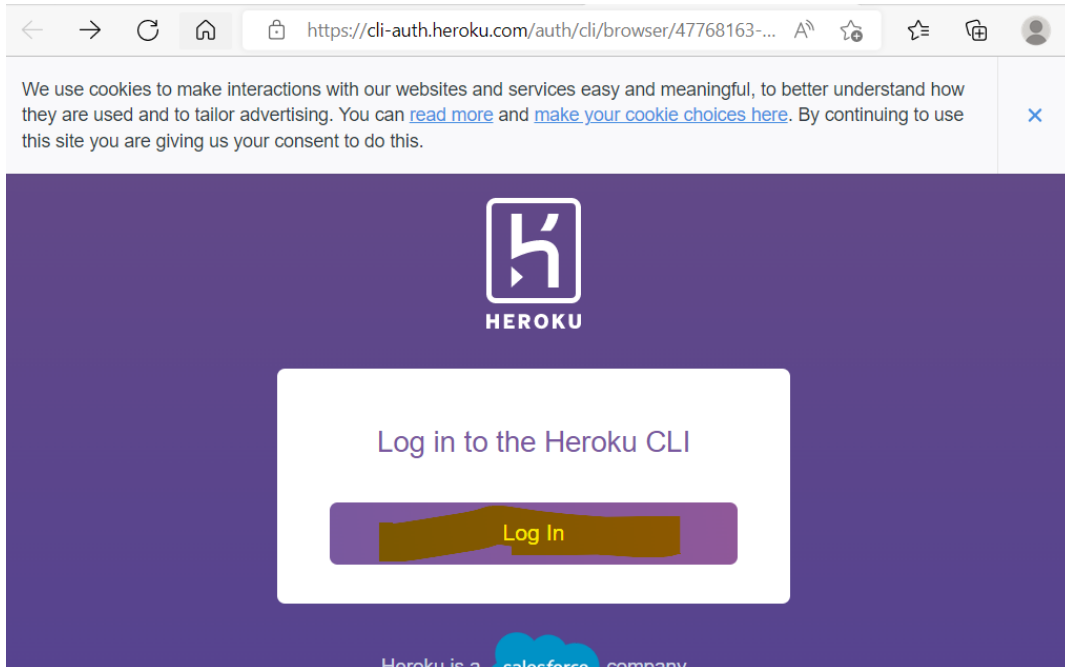 https://cli-auth.heroku.com/auth/cli/browser/47768163-...
We use cookies to make interactions with our websites and services easy and meaningful, to better understand how
they are used and to tailor advertising. You can read more and make your cookie choices here. By continuing to use
this site you are giving us your consent to do this.
HEROKU
Log in to the Heroku CLI
Log In
Heroku is a salesforce company